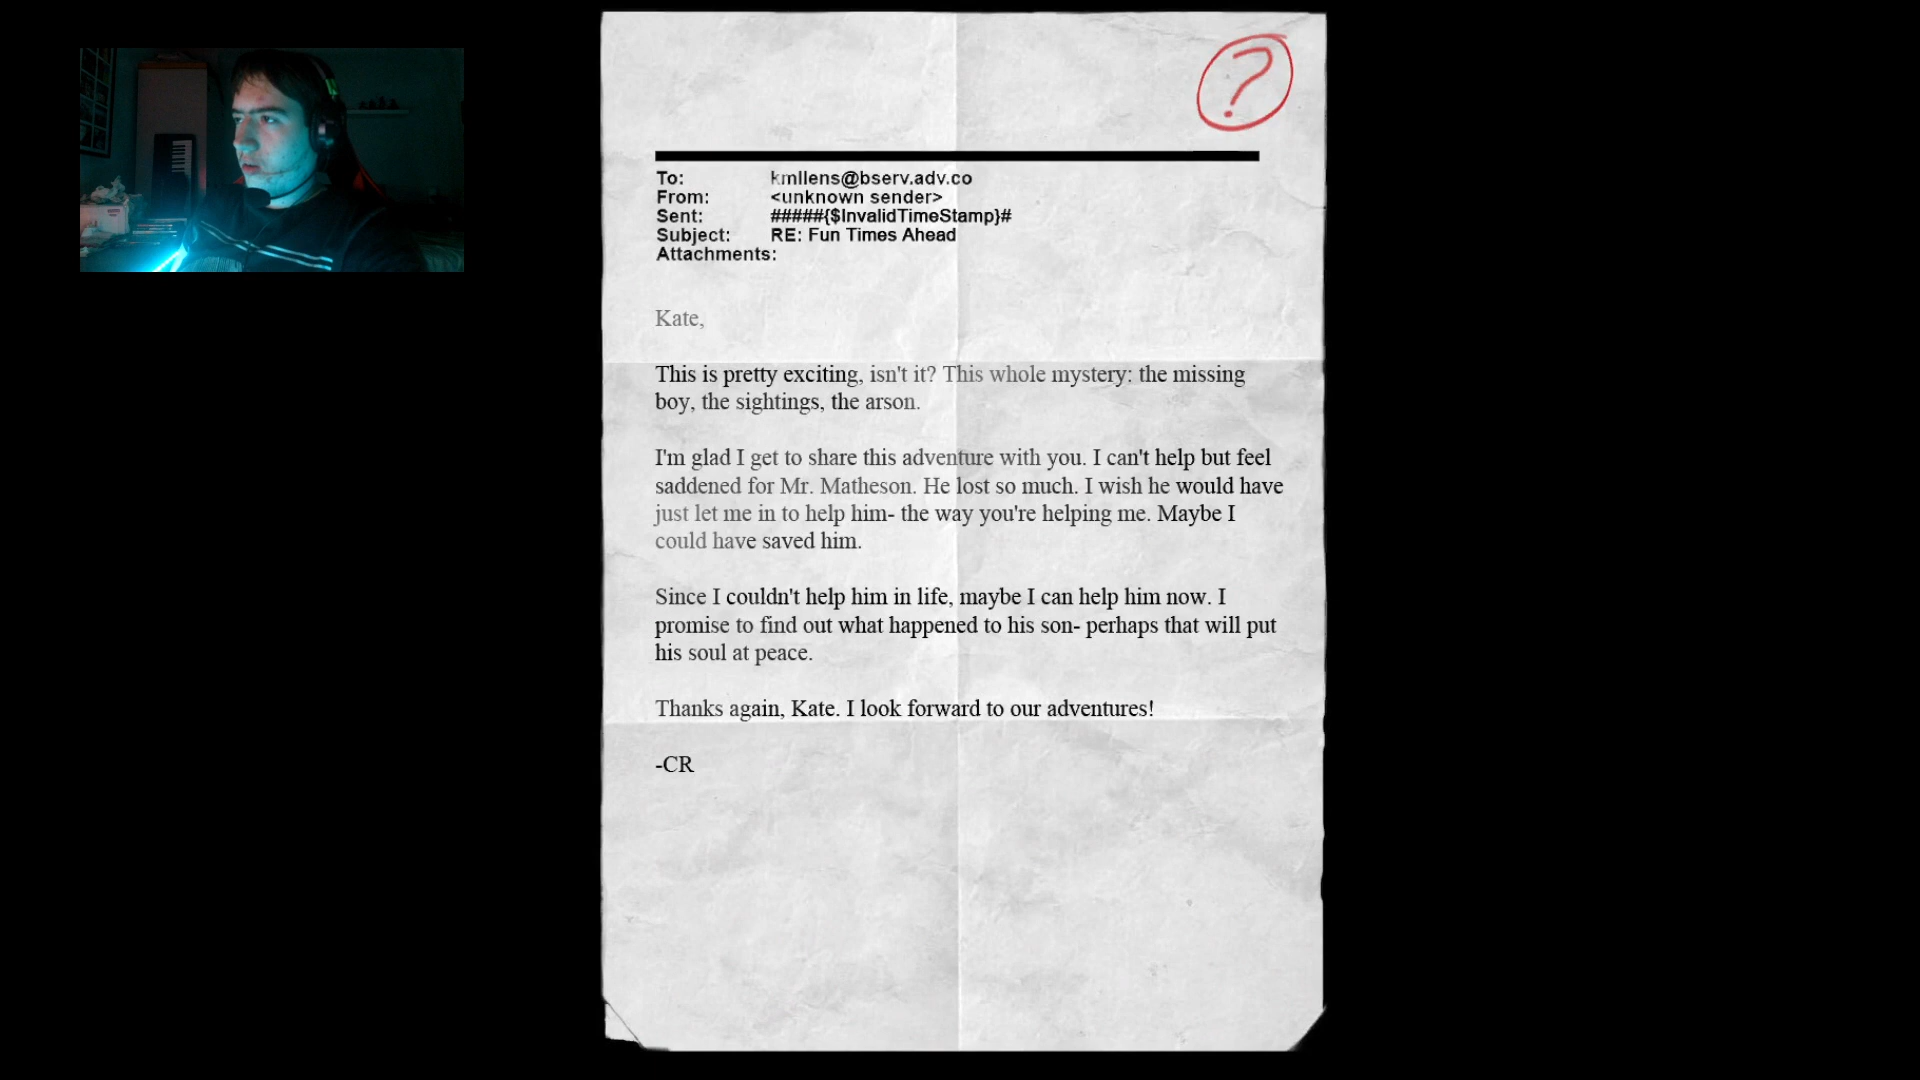 ?
To: kmllens@bserv.adv.co
From: <unknown sender>
Sent: #####{$InvalidTimeStamp}#
Subject: RE: Fun Times Ahead
Attachments:
Kate,
This is pretty exciting, isn't it? This whole mystery: the missing
boy, the sightings, the arson.
I'm glad I get to share this adventure with you. I can't help but feel
saddened for Mr. Matheson. He lost so much. I wish he would have
just let me in to help him- the way you're helping me. Maybe I
could have saved him.
Since I couldn't help him in life, maybe I can help him now. I
promise to find out what happened to his son- perhaps that will put
his soul at peace.
Thanks again, Kate. I look forward to our adventures!
-CR